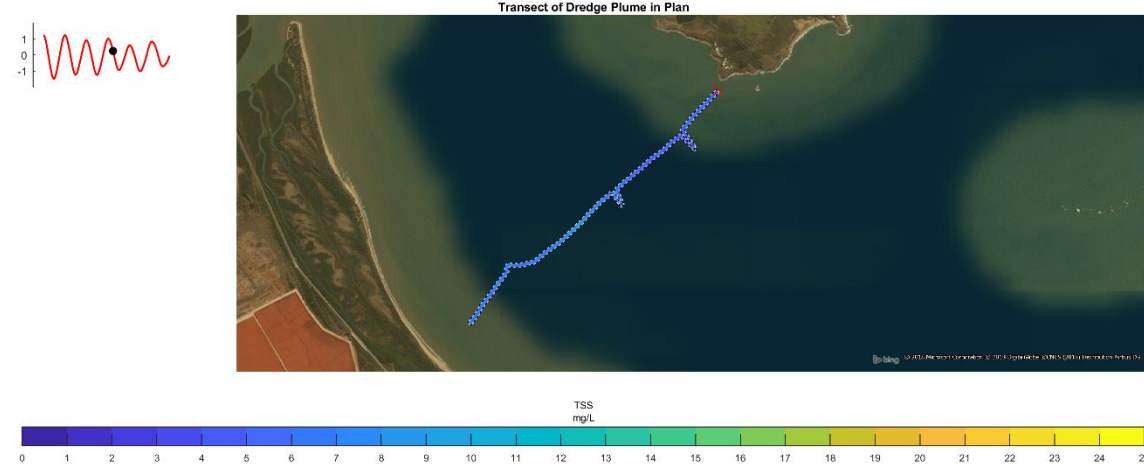 Transect of Dredge Plume in Plan
1
0
-1
bing
TSS
mg/L
0 1 2 3 4 5 6 7 8 9 10 11 12 13 14 15 16 17 18 19 20 21 22 23 24